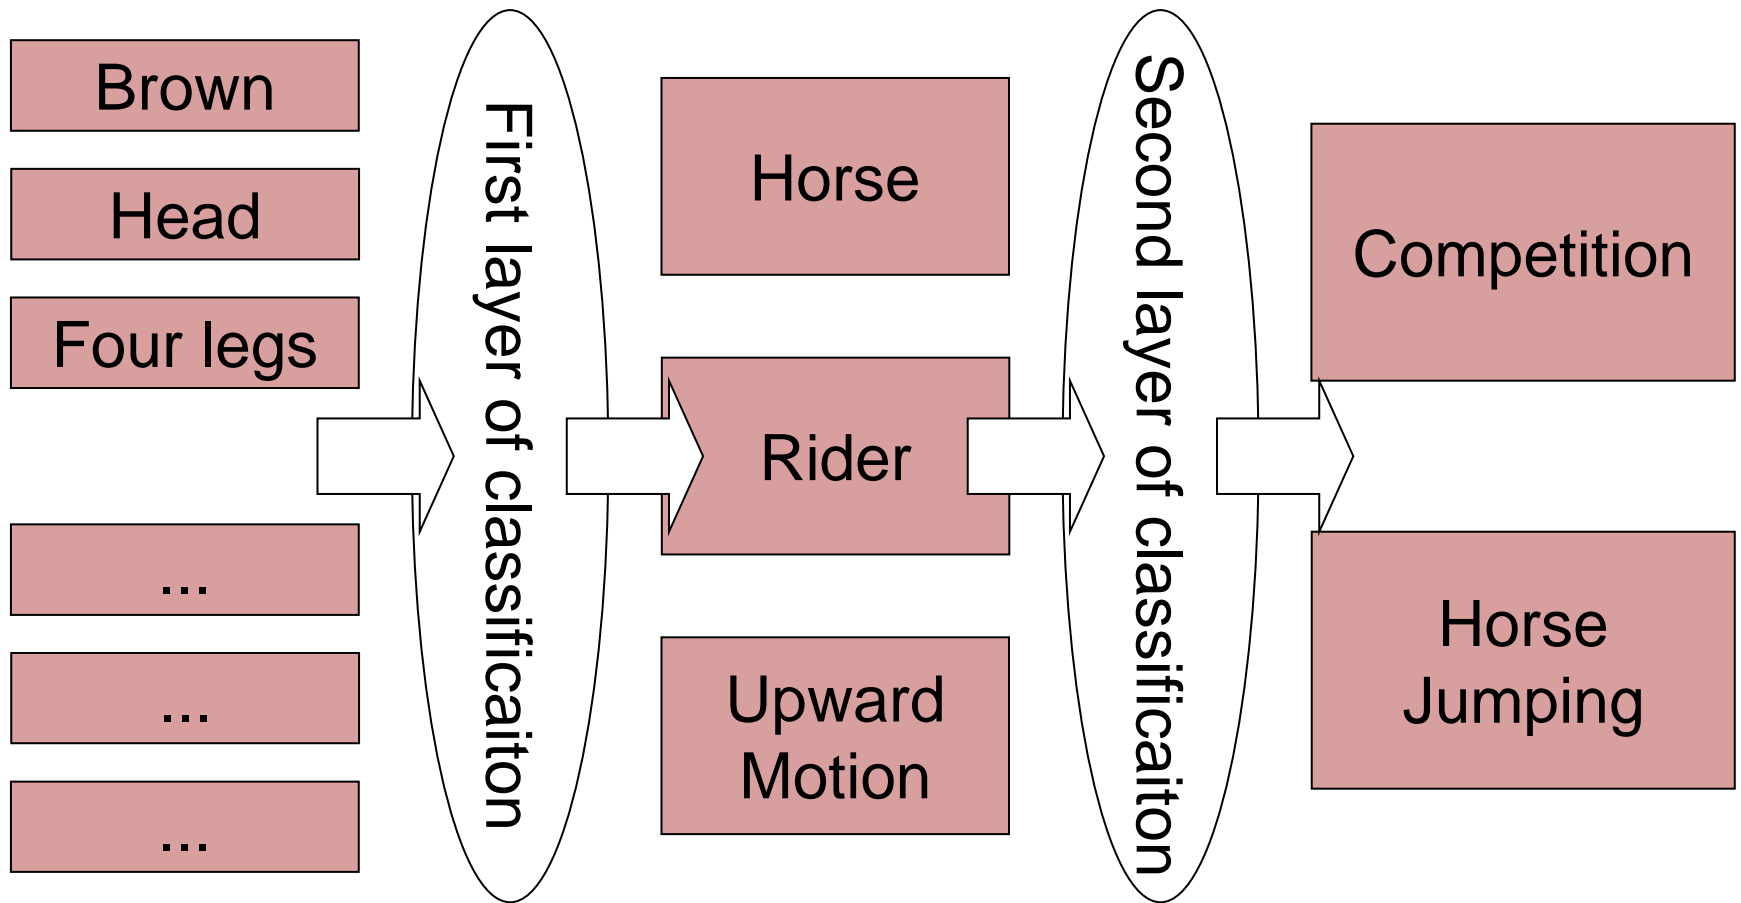 Brown
Head
Four legs
...
...
...
First layer of classificaiton
Horse
Rider
Upward
Motion
Second layer of classificaiton
Competition
Horse
Jumping